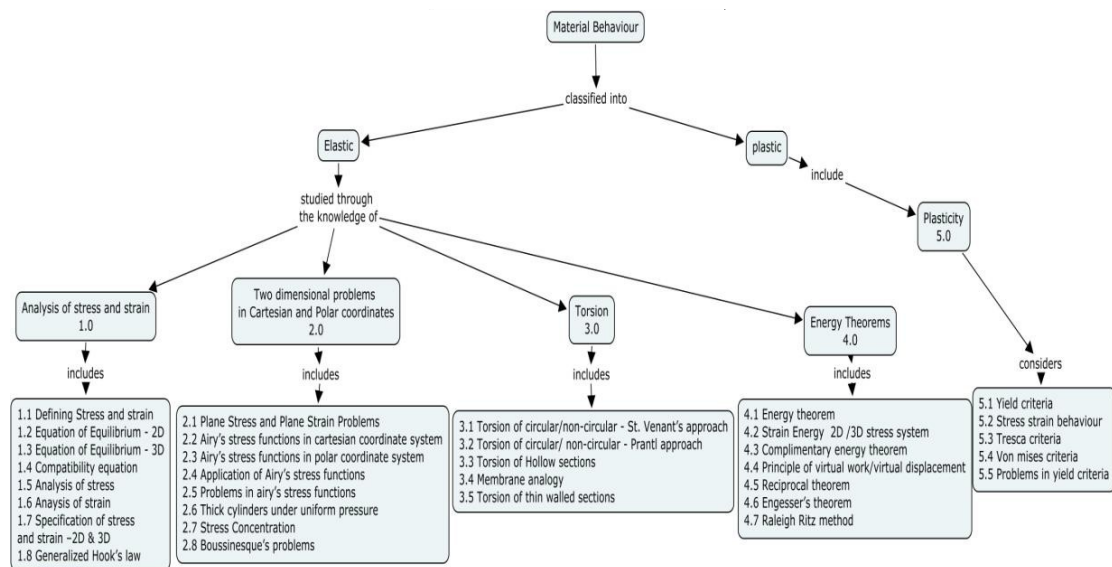 Material Behaviour
classified into
Elastic
plastic
include
studied through
the knowledge of
Plasticity
5.0
Analysis of stress and strain
1.0
Two dimensional problems
in Cartesian and Polar coordinates
2.0
Torsion
3.0
Energy Theorems
4.0
includes
includes
includes
includes
considers
1.1 Defining Stress and strain
1.2 Equation of Equilibrium - 2D
1.3 Equation of Equilibrium - 3D
1.4 Compatibility equation
1.5 Analysis of stress
1.6 Analysis of strain
1.7 Specification of stress
and strain –2D & 3D
1.8 Generalized Hook's law
2.1 Plane Stress and Plane Strain Problems
2.2 Airy's stress functions in cartesian coordinate system
2.3 Airy's stress functions in polar coordinate system
2.4 Application of Airy's stress functions
2.5 Problems in airy's stress functions
2.6 Thick cylinders under uniform pressure
2.7 Stress Concentration
2.8 Boussinesque's problems
3.1 Torsion of circular/non-circular - St. Venant's approach
3.2 Torsion of circular/ non-circular - Prantl approach
3.3 Torsion of Hollow sections
3.4 Membrane analogy
3.5 Torsion of thin walled sections
4.1 Energy theorem
4.2 Strain Energy 2D /3D stress system
4.3 Complimentary energy theorem
4.4 Principle of virtual work/virtual displacement
4.5 Reciprocal theorem
4.6 Engesser's theorem
4.7 Raleigh Ritz method
5.1 Yield criteria
5.2 Stress strain behaviour
5.3 Tresca criteria
5.4 Von mises criteria
5.5 Problems in yield criteria